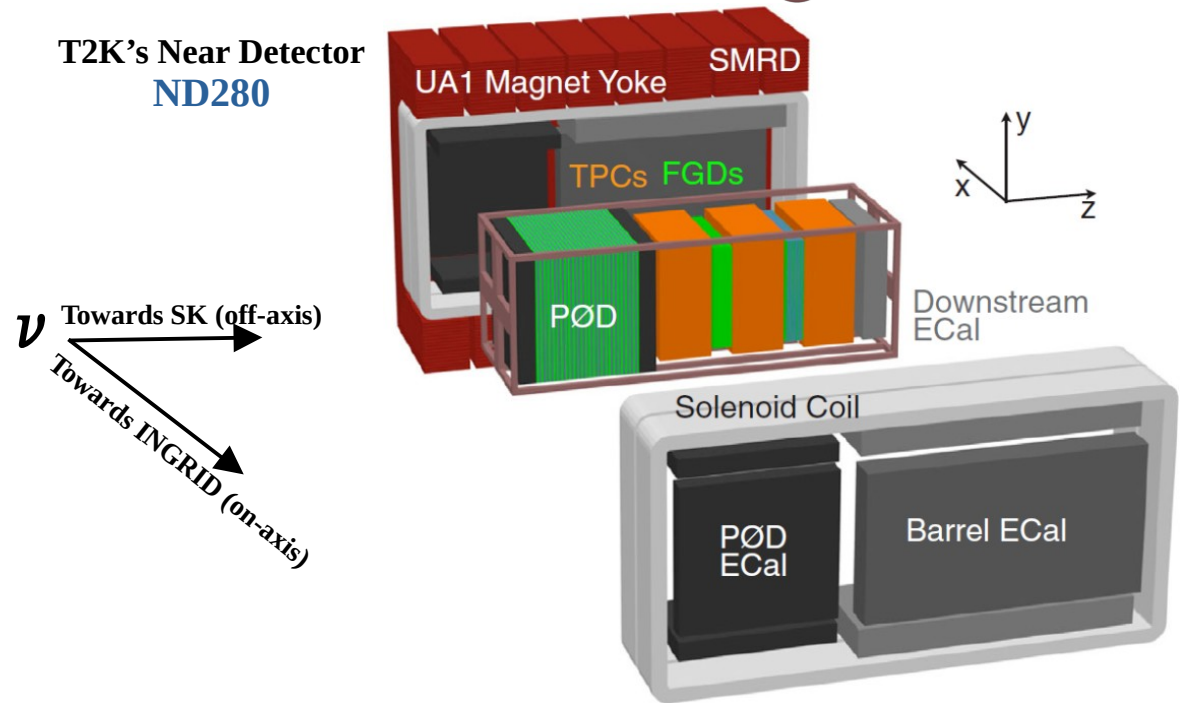 T2K’s Near Detector
ND280
UA1 Magnet Yoke
SMRD
TPCs FGDs
y
x
z
ν
Towards SK (off-axis)
Towards INGRID (on-axis)
PØD
Downstream
ECal
Solenoid Coil
PØD
ECal
Barrel ECal